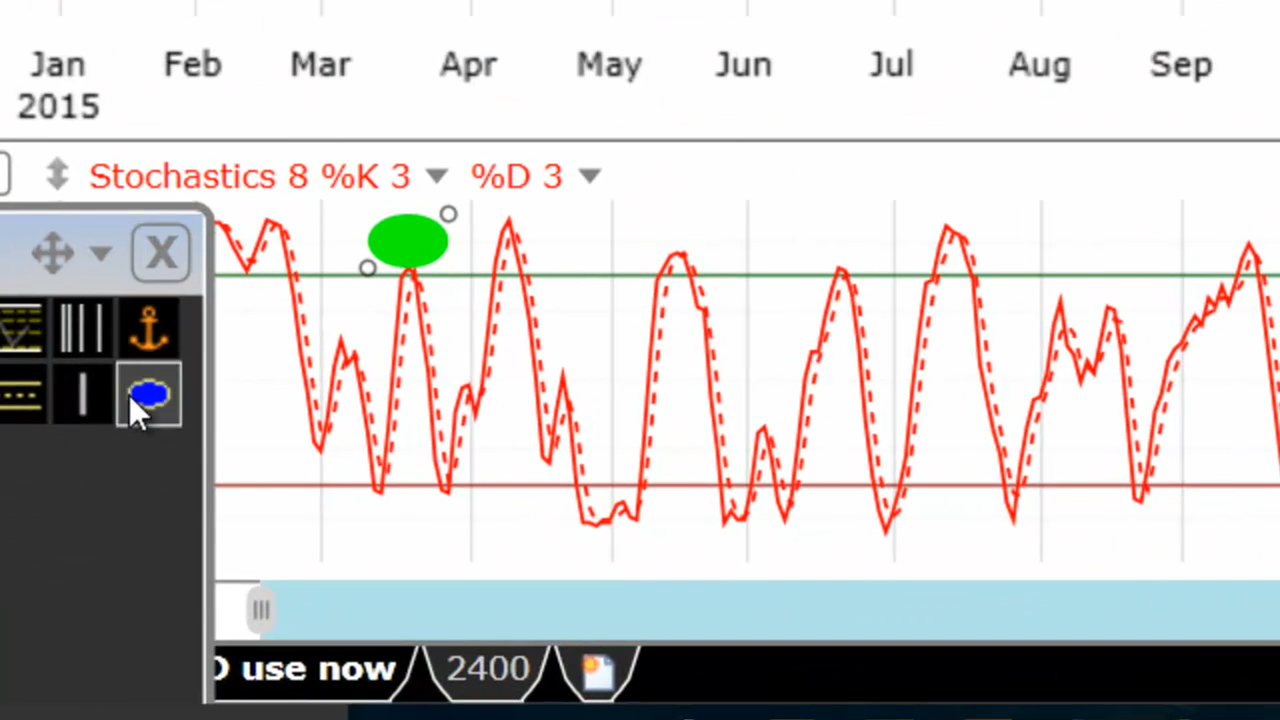 Jan Feb Mar Apr May Jun Jul Aug Sep
2015
Stochastics 8 %K 3 %D 3
X
use now 2400